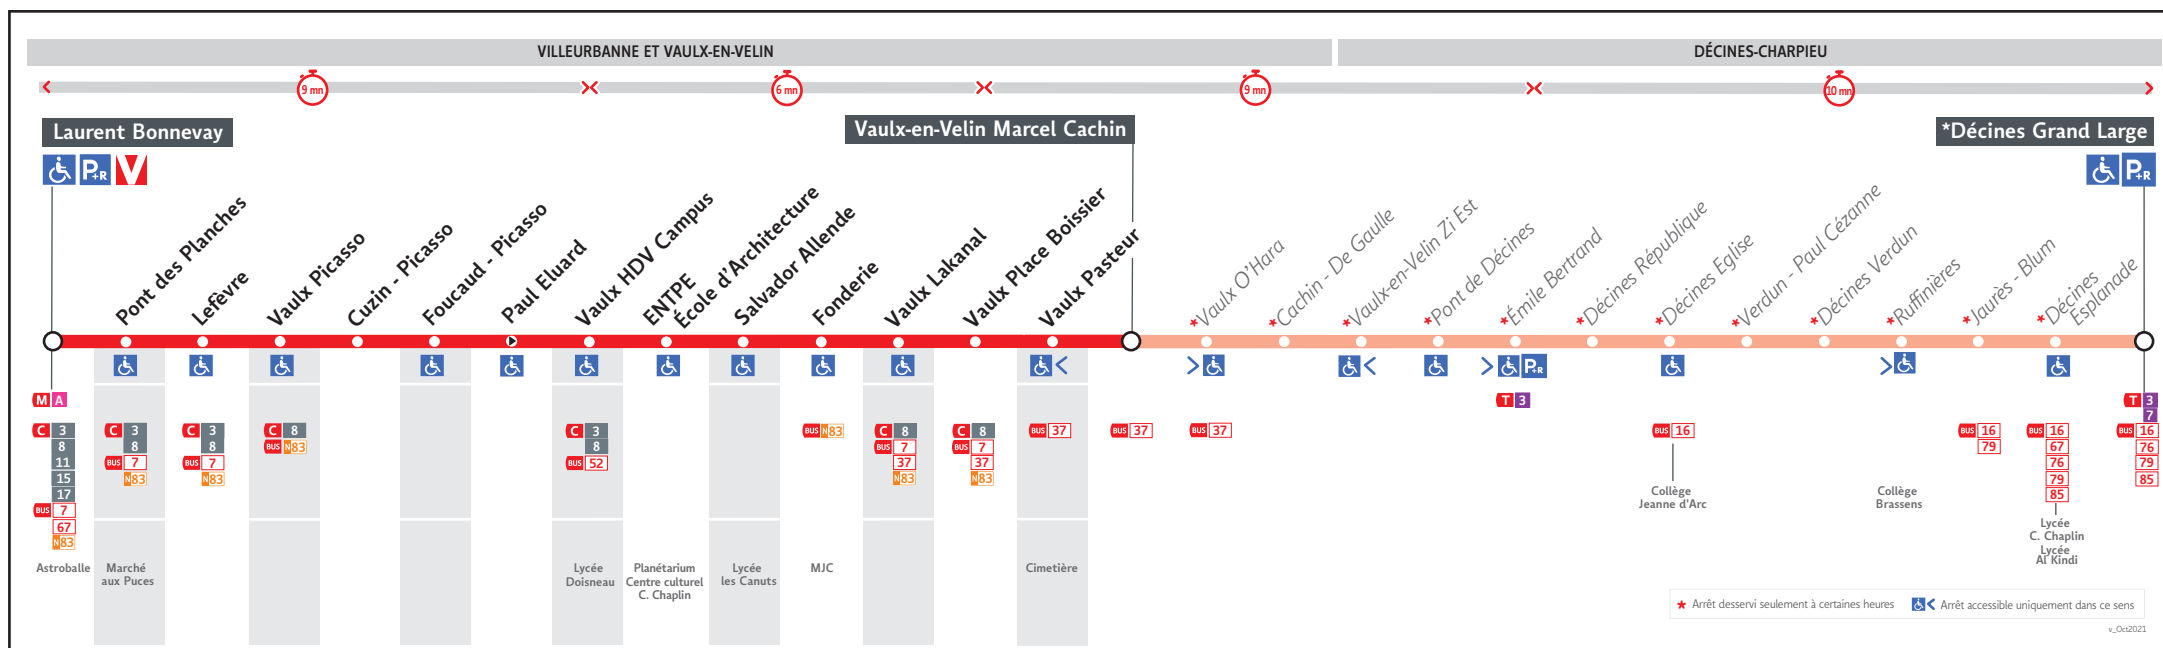 VILLEURBANNE ET VAULX-EN-VELIN
DÉCINES-CHARPIEU
9 mn
6 mn
9 mn
10 mn
Laurent Bonnevay
Vaulx-en-Velin Marcel Cachin
*Décines Grand Large
P+R
V
P+R
Pont des Planches
Lefèvre
Vaulx Picasso
Cuzin - Picasso
Foucaud - Picasso
Paul Eluard
Vaulx HDV Campus
ENTPE
École d'Architecture
Salvador Allende
Fonderie
Vaulx Lakanal
Vaulx Place Boissier
Vaulx Pasteur
*Vaulx O'Hara
*Cachin - De Gaulle
*Vaulx-en-Velin Zi Est
*Pont de Décines
*Émile Bertrand
*Décines République
*Décines Eglise
*Verdun - Paul Cézanne
*Décines Verdun
*Ruffinières
*Jaurès - Blum
*Décines
Esplanade
P+R
M A
C 3
8
11
15
17
BUS 7
67
N83
Astroballe
C 3
8
BUS 7
N83
Marché
aux Puces
C 3
8
BUS 7
N83
C 8
BUS N83
C 3
8
BUS 52
Lycée
Doisneau
Planétarium
Centre culturel
C. Chaplin
Lycée
les Canuts
BUS N83
MJC
C 8
BUS 7
37
N83
C 8
BUS 7
37
N83
BUS 37
Cimetière
BUS 37
BUS 37
T 3
BUS 16
Collège
Jeanne d'Arc
Collège
Brassens
BUS 16
79
BUS 16
67
76
79
85
Lycée
C. Chaplin
Lycée
Al Kindi
T 3
7
BUS 16
76
79
85
* Arrêt desservi seulement à certaines heures
< Arrêt accessible uniquement dans ce sens
v_Oct2021